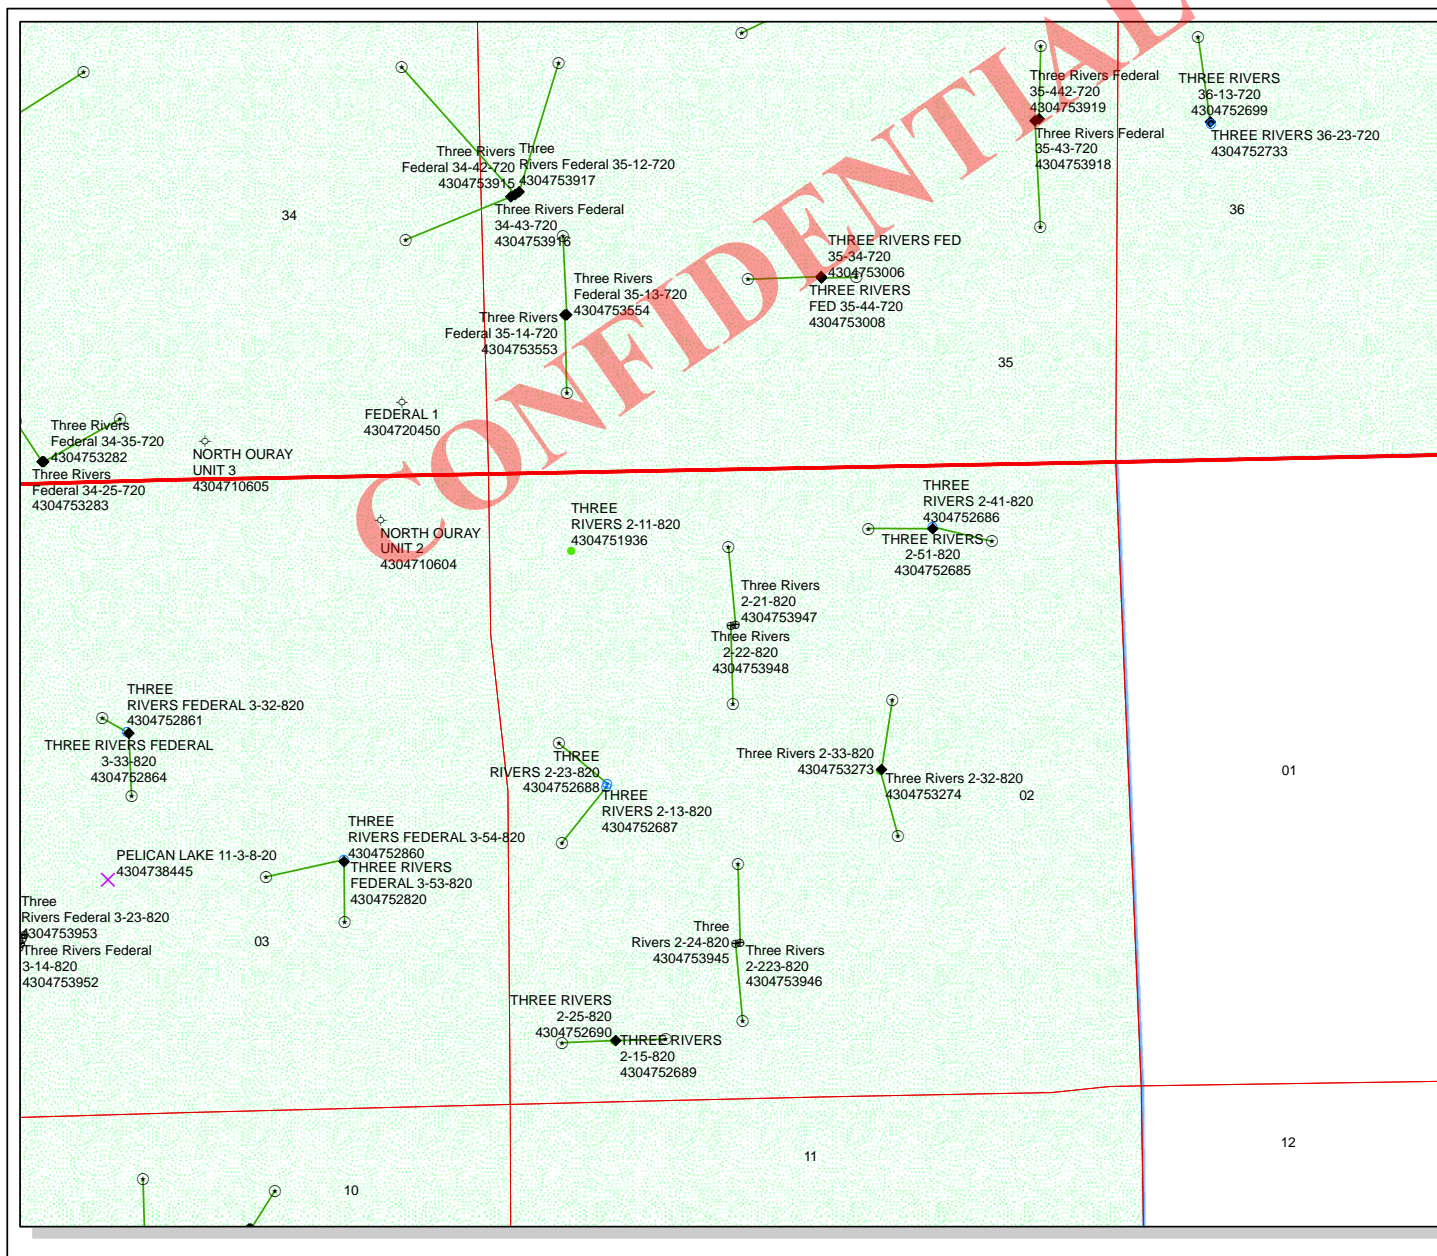 CONFIDENTIAL
Three Rivers Federal
35-442-720
4304753919
THREE RIVERS
36-13-720
4304752699
Three Rivers Federal
35-43-720
4304753918
THREE RIVERS 36-23-720
4304752733
Three Rivers
Federal 34-42-720
4304753915
Three
Rivers Federal 35-12-720
4304753917
34
36
Three Rivers Federal
34-43-720
4304753916
THREE RIVERS FED
35-34-720
4304753006
THREE RIVERS
FED 35-44-720
4304753008
Three Rivers
Federal 35-13-720
4304753554
Three Rivers
Federal 35-14-720
4304753553
35
FEDERAL 1
4304720450
Three Rivers
Federal 34-35-720
4304753282
NORTH OURAY
UNIT 3
4304710605
Three Rivers
Federal 34-25-720
4304753283
THREE
RIVERS 2-41-820
4304752686
THREE
RIVERS 2-11-820
4304751936
NORTH OURAY
UNIT 2
4304710604
THREE RIVERS
2-51-820
4304752685
Three Rivers
2-21-820
4304753947
Three Rivers
2-22-820
4304753948
THREE
RIVERS FEDERAL 3-32-820
4304752861
THREE RIVERS FEDERAL
3-33-820
4304752864
THREE
RIVERS 2-23-820
4304752688
Three Rivers 2-33-820
4304753273
Three Rivers 2-32-820
4304753274
01
02
THREE
RIVERS 2-13-820
4304752687
THREE
RIVERS FEDERAL 3-54-820
4304752860
PELICAN LAKE 11-3-8-20
4304738445
THREE RIVERS
FEDERAL 3-53-820
4304752820
Three
Rivers Federal 3-23-820
4304753953
Three Rivers Federal
3-14-820
4304753952
03
Three
Rivers 2-24-820
4304753945
Three Rivers
2-223-820
4304753946
THREE RIVERS
2-25-820
4304752690
THREE RIVERS
2-15-820
4304752689
12
11
10